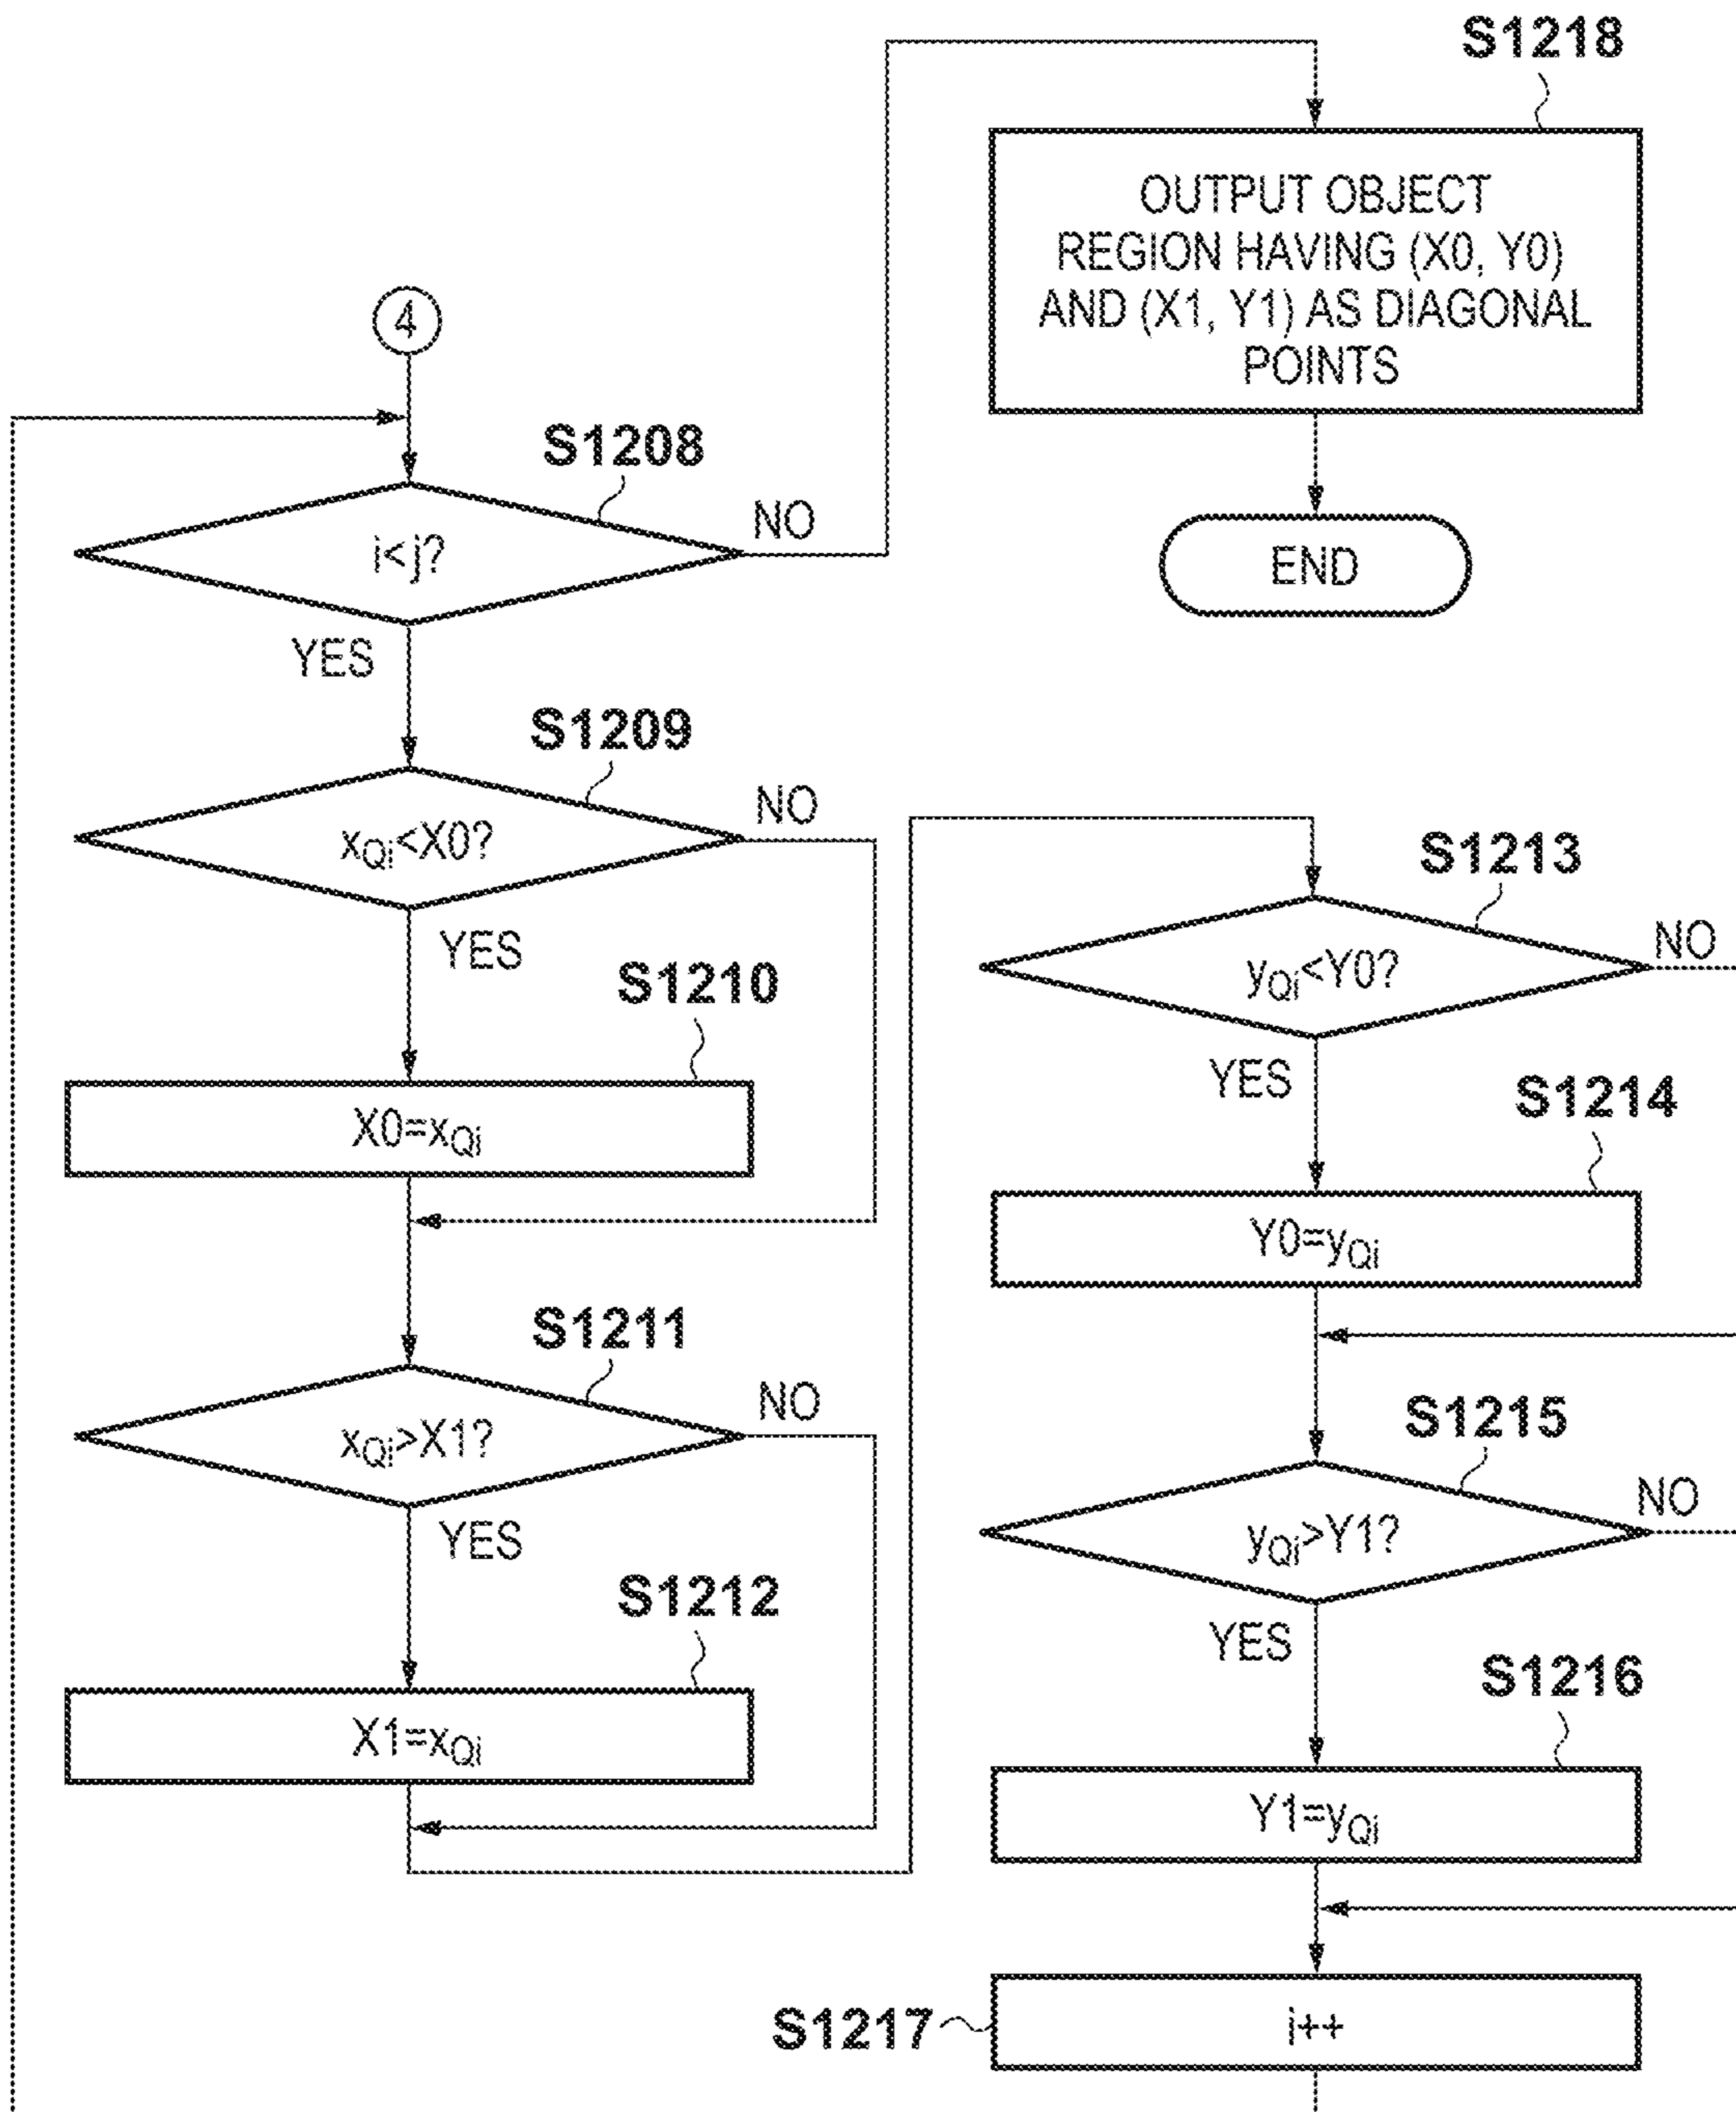 S1218
OUTPUT OBJECT
REGION HAVING (X0, Y0)
AND (X1, Y1) AS DIAGONAL
POINTS
END
4
S1208
i<j?
NO
YES
S1209
xQi<X0?
NO
YES
S1210
X0=xQi
S1211
xQi>X1?
NO
YES
S1212
X1=xQi
S1213
yQi<Y0?
NO
YES
S1214
Y0=yQi
S1215
yQi>Y1?
NO
YES
S1216
Y1=yQi
S1217
i++